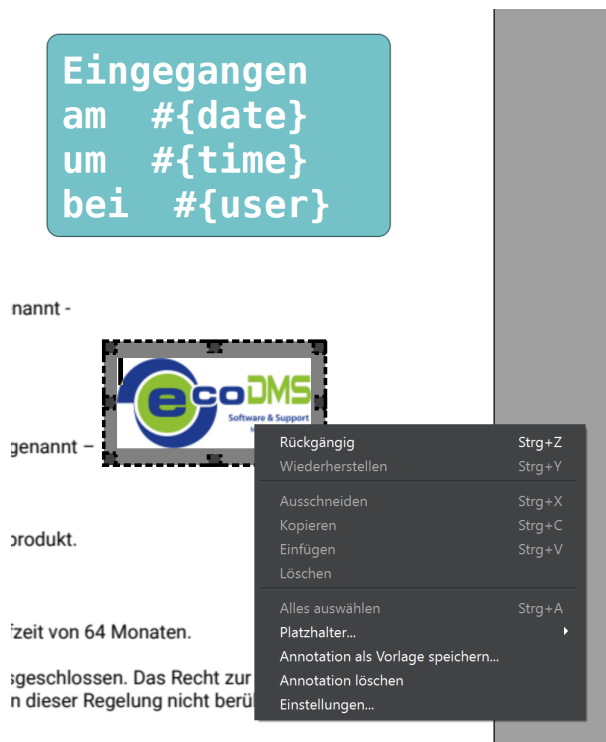 Eingegangen
am #{date}
um #{time}
bei #{user}
nannt -
ecoDMS
Software & Support
genannt –
Rückgängig Strg+Z
Wiederherstellen Strg+Y
Ausschneiden Strg+X
Kopieren Strg+C
Einfügen Strg+V
Löschen
produkt.
Alles auswählen Strg+A
fzeit von 64 Monaten.
Platzhalter...
Annotation als Vorlage speichern...
sgeschlossen. Das Recht zur
Annotation löschen
n dieser Regelung nicht berü
Einstellungen...